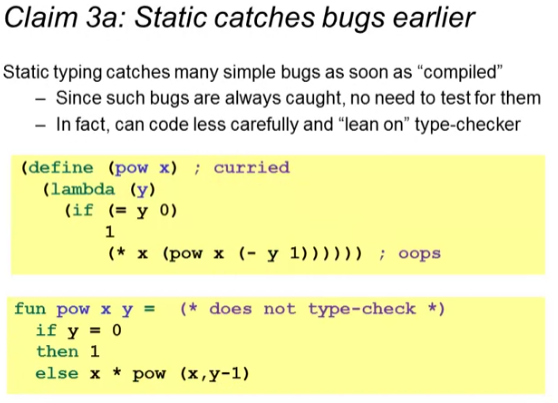 Claim 3a: Static catches bugs earlier
Static typing catches many simple bugs as soon as “compiled”
– Since such bugs are always caught, no need to test for them
– In fact, can code less carefully and “lean on” type-checker
(define (pow x) ; curried
  (lambda (y)
    (if (= y 0)
        1
        (* x (pow x (- y 1)))))) ; oops
fun pow x y =  (* does not type-check *)
  if y = 0
  then 1
  else x * pow (x,y-1)